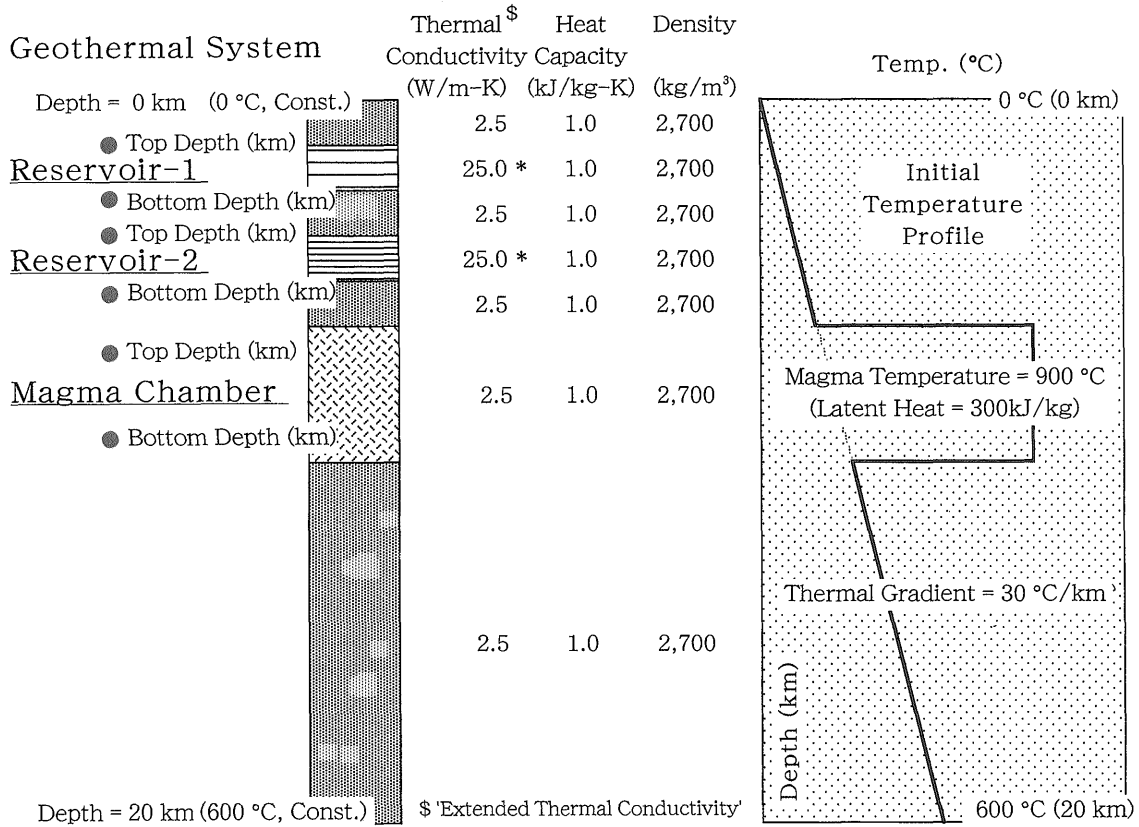 Geothermal System
Thermal $ Heat Density
Conductivity Capacity
(W/m-K) (kJ/kg-K) (kg/m³)
Temp. (°C)
Depth = 0 km (0 °C, Const.)
0 °C (0 km)
2.5 1.0 2,700
● Top Depth (km)
Reservoir-1
25.0 * 1.0 2,700
● Bottom Depth (km)
2.5 1.0 2,700
● Top Depth (km)
Reservoir-2
25.0 * 1.0 2,700
● Bottom Depth (km)
2.5 1.0 2,700
● Top Depth (km)
Magma Chamber
2.5 1.0 2,700
● Bottom Depth (km)
2.5 1.0 2,700
Initial
Temperature
Profile
Magma Temperature = 900 °C
(Latent Heat = 300kJ/kg)
Thermal Gradient = 30 °C/km
Depth (km)
Depth = 20 km (600 °C, Const.)
$ 'Extended Thermal Conductivity'
600 °C (20 km)